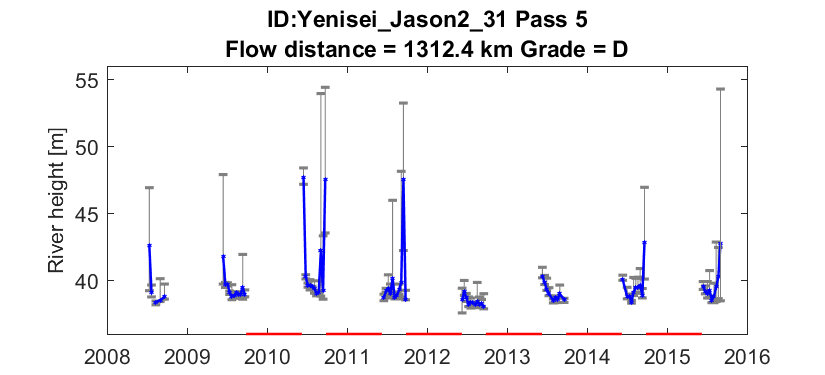 ID:Yenisei_Jason2_31 Pass 5
Flow distance = 1312.4 km Grade = D
River height [m]
55
50
45
40
2008 2009 2010 2011 2012 2013 2014 2015 2016